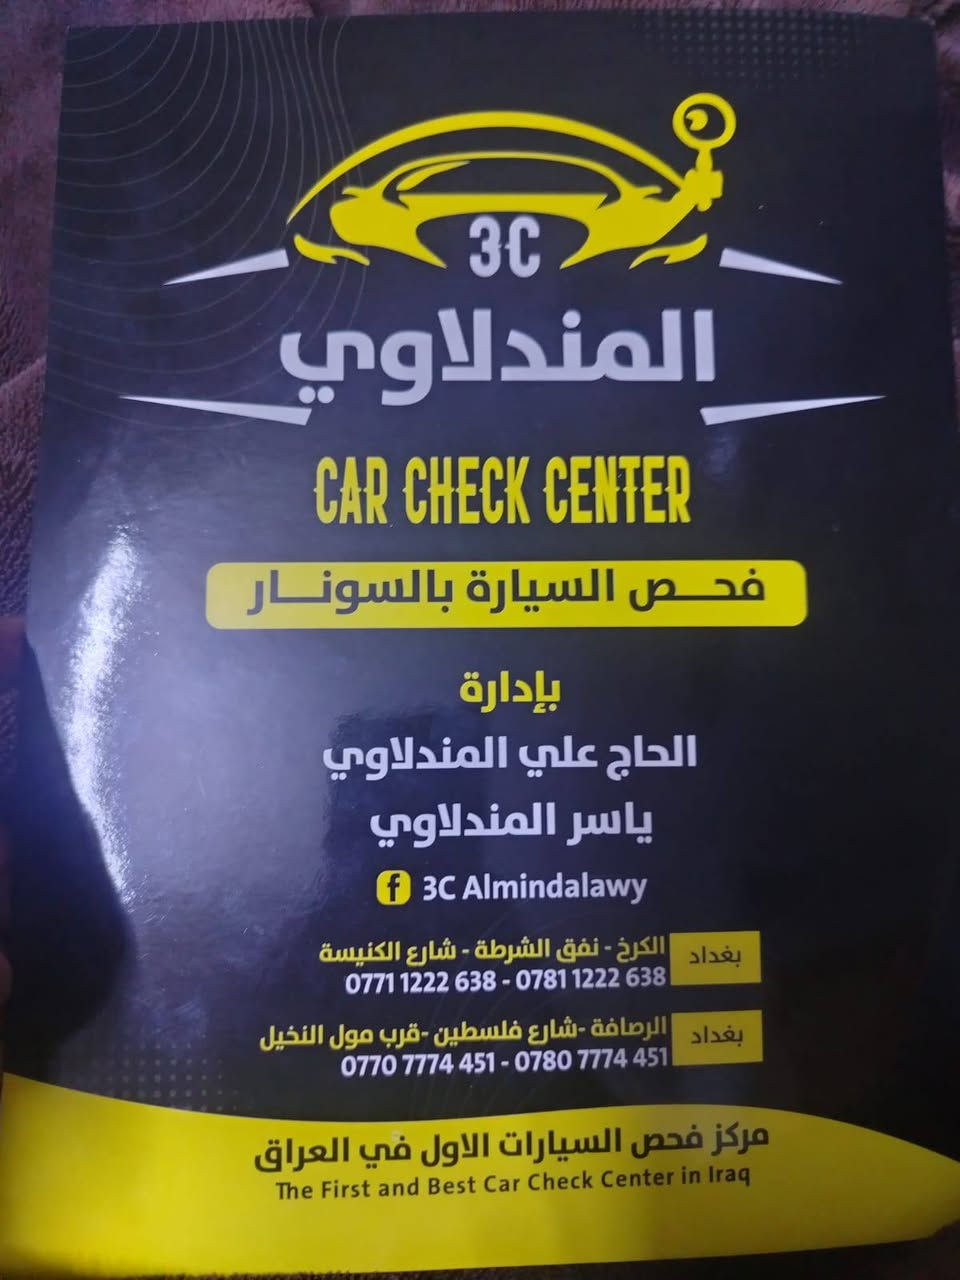 3C
المندلاوي
CAR CHECK CENTER
فحص السيارة بالسونار
بإدارة
الحاج علي المندلاوي
ياسر المندلاوي
3C Almindalawy
بغداد الكرخ - نفق الشرطة - شارع الكنيسة
0771 1222 638 - 0781 1222 638
بغداد الرصافة -شارع فلسطين -قرب مول النخيل
0770 7774 451 - 0780 7774 451
مركز فحص السيارات الاول في العراق
The First and Best Car Check Center in Iraq